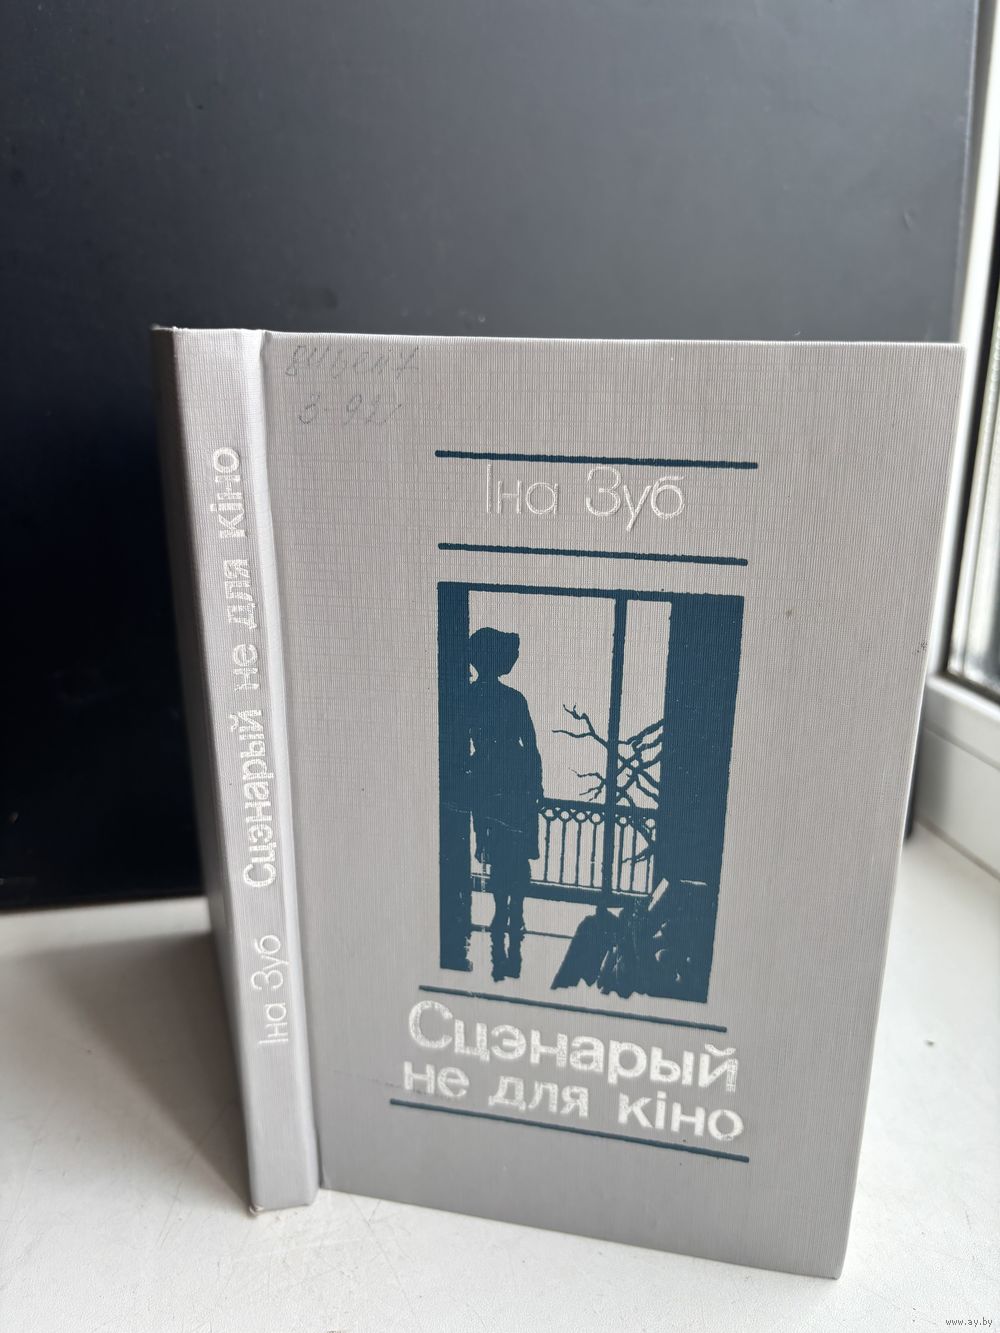 Іна Зуб
Сцэнарый
не для кіно
Іна Зуб Сцэнарый не для кіно
www.ay.by